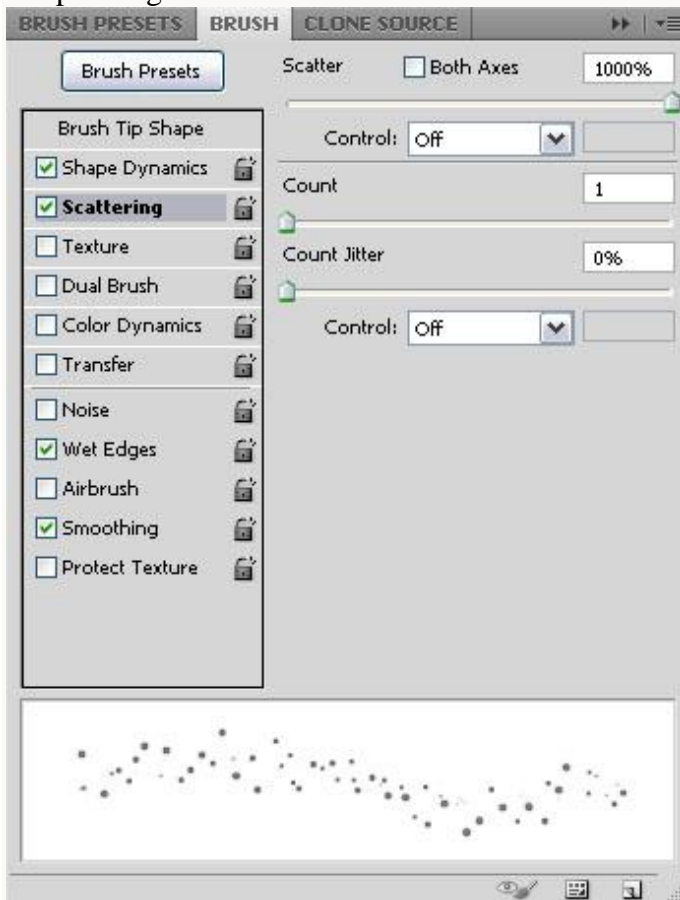 BRUSH PRESETS BRUSH CLONE SOURCE
Brush Presets
Scatter Both Axes 1000%
Brush Tip Shape
Control: Off
Shape Dynamics
Count 1
Scattering
Texture
Count Jitter 0%
Dual Brush
Color Dynamics
Control: Off
Transfer
Noise
Wet Edges
Airbrush
Smoothing
Protect Texture